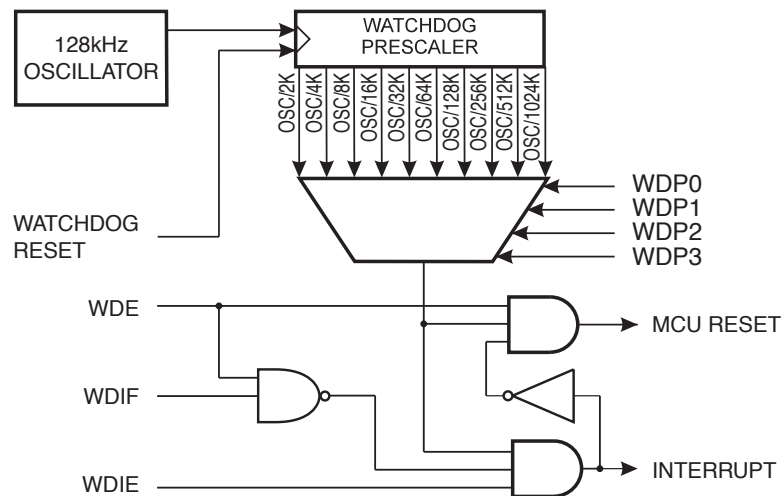 128kHz
OSCILLATOR
WATCHDOG
PRESCALER
OSC/2K
OSC/4K
OSC/8K
OSC/16K
OSC/32K
OSC/64K
OSC/128K
OSC/256K
OSC/512K
OSC/1024K
WDP0
WDP1
WDP2
WDP3
WATCHDOG
RESET
WDE
MCU RESET
WDIF
INTERRUPT
WDIE